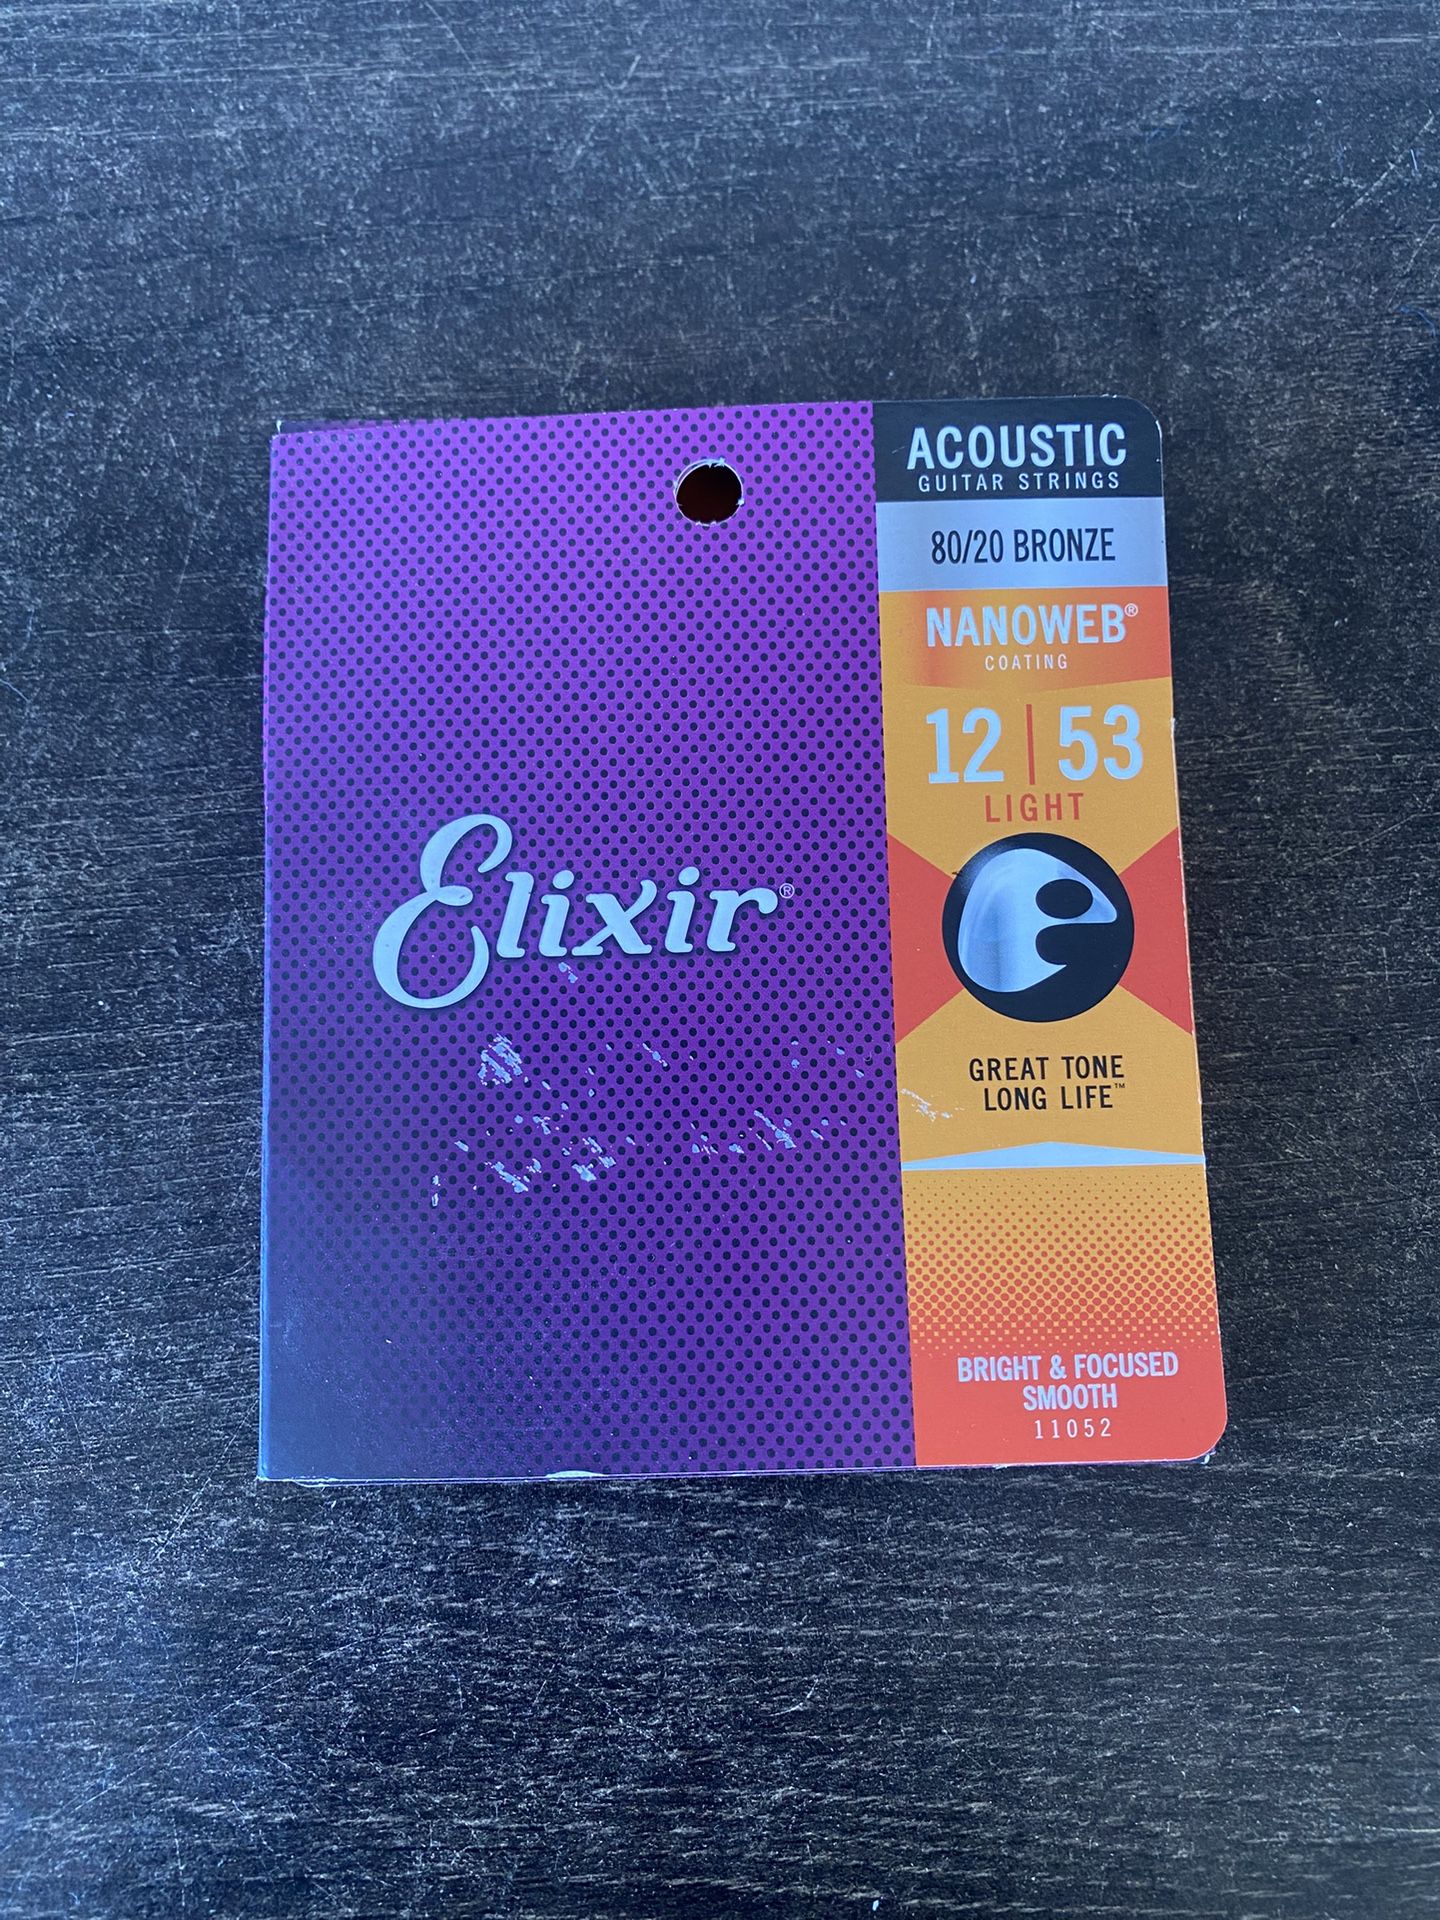 Elixir®
ACOUSTIC
GUITAR STRINGS
80/20 BRONZE
NANOWEB®
COATING
12 | 53
LIGHT
GREAT TONE
LONG LIFE™
BRIGHT & FOCUSED
SMOOTH
11052